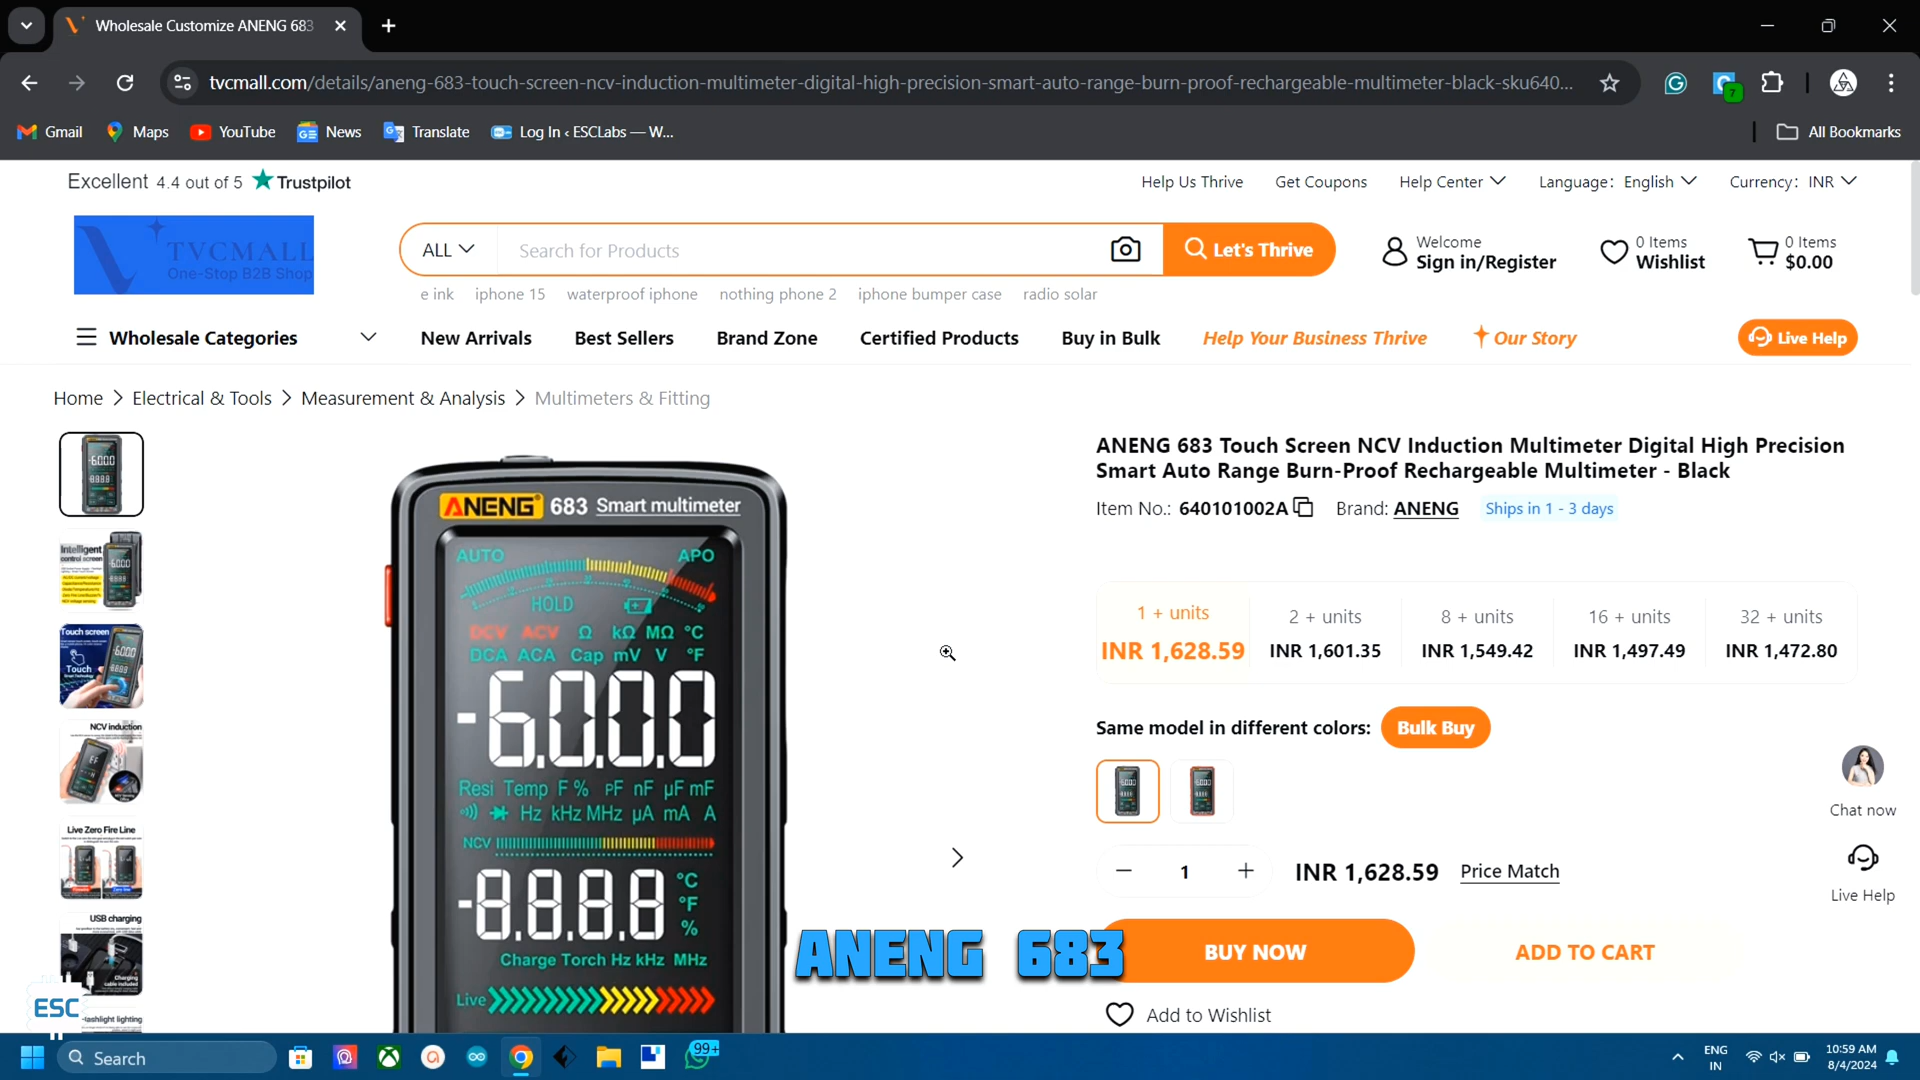 Wholesale Customize ANENG 683
tvcmall.com/details/aneng-683-touch-screen-ncv-induction-multimeter-digital-high-precision-smart-auto-range-burn-proof-rechargeable-multimeter-black-sku640...
7
Gmail
Maps
YouTube
News
Translate
Log In ‹ ESCLabs — W...
All Bookmarks
Excellent 4.4 out of 5 Trustpilot
Help Us Thrive
Get Coupons
Help Center
Language: English
Currency: INR
TVCMALL
One-Stop B2B Shop
ALL
Search for Products
Let's Thrive
Welcome
Sign in/Register
0 Items
Wishlist
0 Items
$0.00
e ink
iphone 15
waterproof iphone
nothing phone 2
iphone bumper case
radio solar
Wholesale Categories
New Arrivals
Best Sellers
Brand Zone
Certified Products
Buy in Bulk
Help Your Business Thrive
Our Story
Live Help
Home > Electrical & Tools > Measurement & Analysis > Multimeters & Fitting
Intelligent
control screen
Touch screen
Touch
NCV induction
Live Zero Fire Line
USB charging
Charging
cable included
ESC
ANENG 683 Smart multimeter
AUTO APO
HOLD
DCV ACV Ω kΩ MΩ °C
DCA ACA Cap mV V °F
-6.0.0.0
Resi Temp F % pF nF µF mF
Hz kHz MHz µA mA A
NCV
-8.8.8.8
°C
°F
%
Charge Torch Hz kHz MHz
Live
ANENG 683
ANENG 683 Touch Screen NCV Induction Multimeter Digital High Precision
Smart Auto Range Burn-Proof Rechargeable Multimeter - Black
Item No.: 640101002A
Brand: ANENG
Ships in 1 - 3 days
1 + units
INR 1,628.59
2 + units
INR 1,601.35
8 + units
INR 1,549.42
16 + units
INR 1,497.49
32 + units
INR 1,472.80
Same model in different colors:
Bulk Buy
1
INR 1,628.59
Price Match
BUY NOW
ADD TO CART
Add to Wishlist
Chat now
Live Help
Search
99+
ENG
IN
10:59 AM
8/4/2024